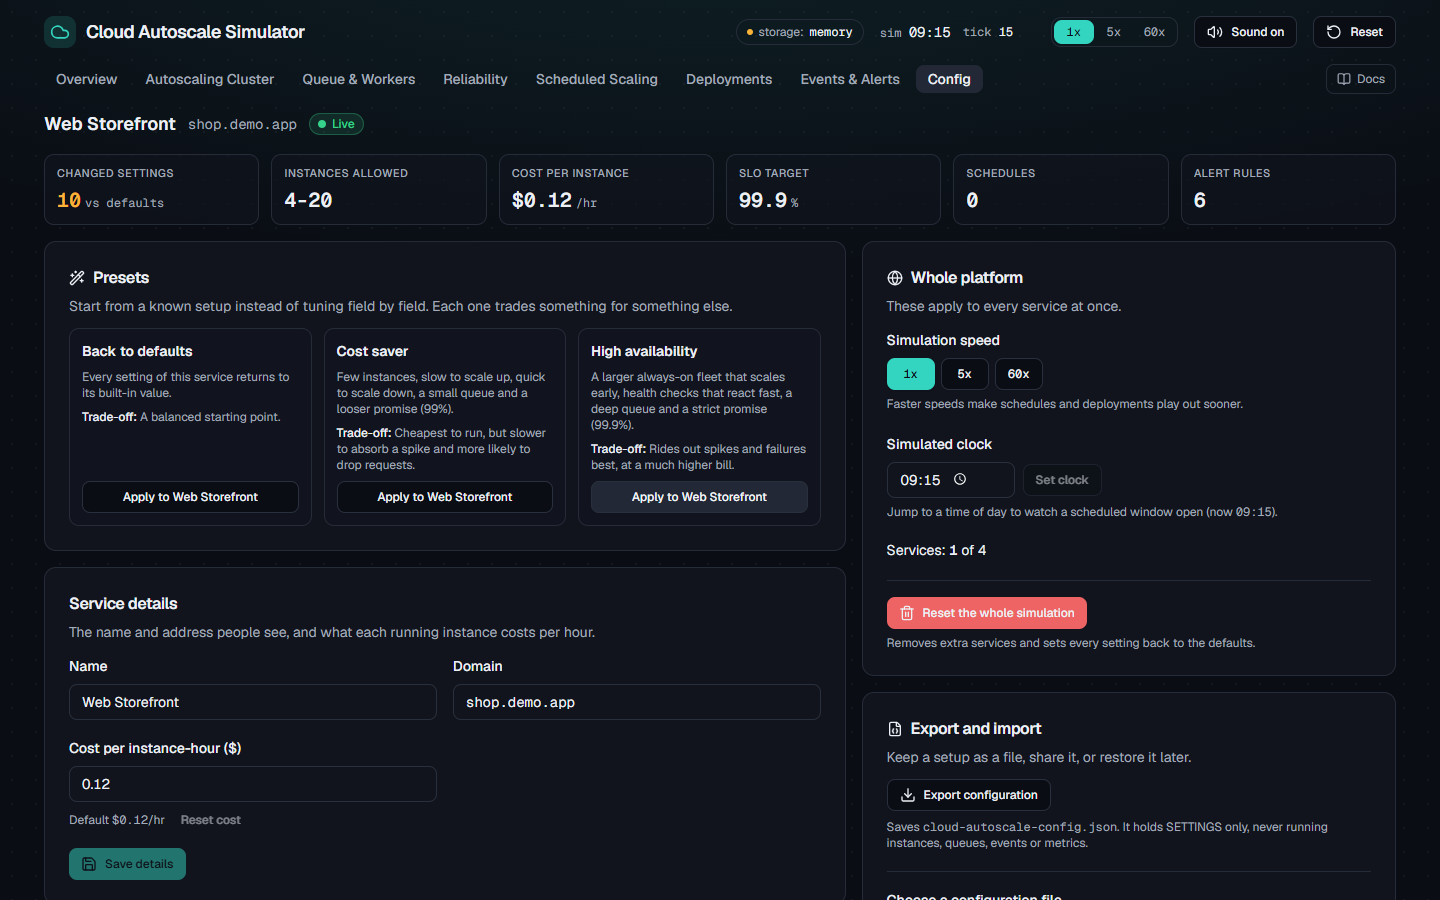 Cloud Autoscale Simulator
storage: memory
sim 09:15 tick 15
1x 5x 60x
Sound on
Reset
Overview Autoscaling Cluster Queue & Workers Reliability Scheduled Scaling Deployments Events & Alerts Config
Docs
Web Storefront shop.demo.app Live
CHANGED SETTINGS
10 vs defaults
INSTANCES ALLOWED
4-20
COST PER INSTANCE
$0.12 /hr
SLO TARGET
99.9 %
SCHEDULES
0
ALERT RULES
6
Presets
Start from a known setup instead of tuning field by field. Each one trades something for something else.
Back to defaults
Every setting of this service returns to
its built-in value.
Trade-off: A balanced starting point.
Apply to Web Storefront
Cost saver
Few instances, slow to scale up, quick
to scale down, a small queue and a
looser promise (99%).
Trade-off: Cheapest to run, but slower
to absorb a spike and more likely to
drop requests.
Apply to Web Storefront
High availability
A larger always-on fleet that scales
early, health checks that react fast, a
deep queue and a strict promise
(99.9%).
Trade-off: Rides out spikes and failures
best, at a much higher bill.
Apply to Web Storefront
Service details
The name and address people see, and what each running instance costs per hour.
Name
Web Storefront
Domain
shop.demo.app
Cost per instance-hour ($)
0.12
Default $0.12/hr Reset cost
Save details
Whole platform
These apply to every service at once.
Simulation speed
1x 5x 60x
Faster speeds make schedules and deployments play out sooner.
Simulated clock
09:15
Set clock
Jump to a time of day to watch a scheduled window open (now 09:15).
Services: 1 of 4
Reset the whole simulation
Removes extra services and sets every setting back to the defaults.
Export and import
Keep a setup as a file, share it, or restore it later.
Export configuration
Saves cloud-autoscale-config.json. It holds SETTINGS only, never running
instances, queues, events or metrics.
Choose a configuration file